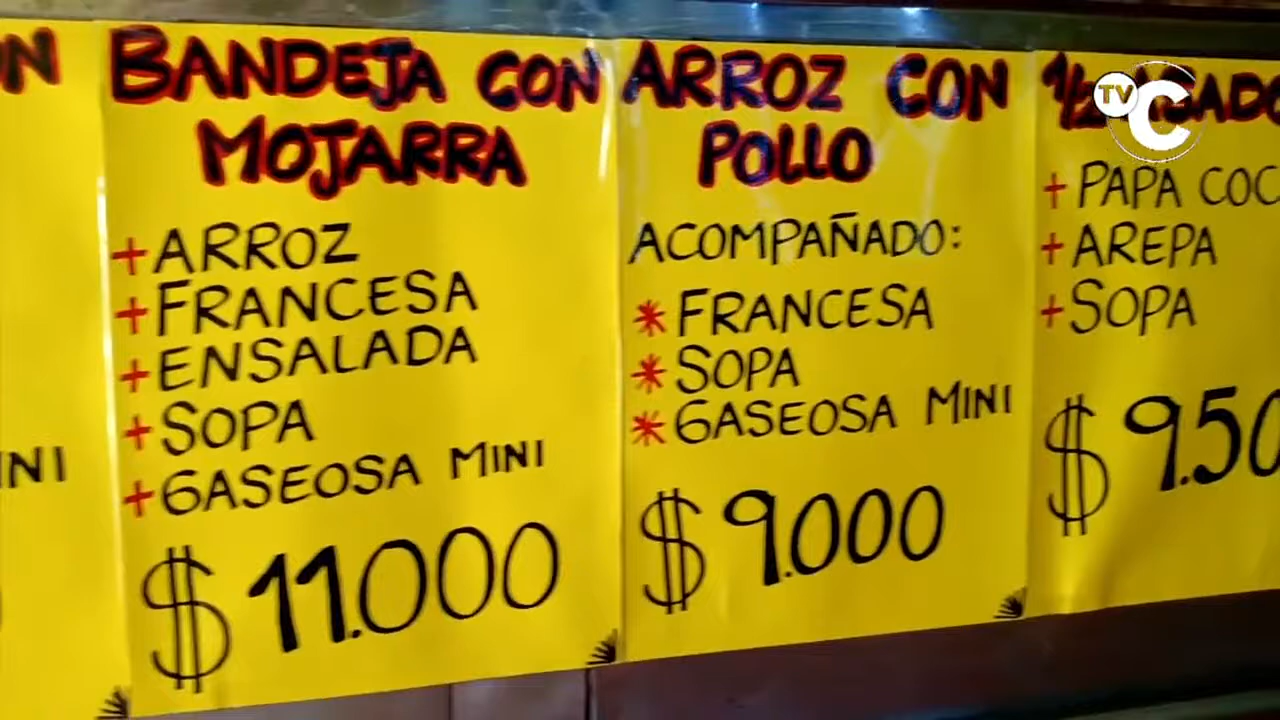 BANDEJA CON
MOJARRA
+ARROZ
+FRANCESA
+ENSALADA
+SOPA
+GASEOSA MINI
$ 11.000
ARROZ CON
POLLO
ACOMPAÑADO:
* FRANCESA
* SOPA
* GASEOSA MINI
$ 9.000
TV C
1/2
+PAPA COC
+AREPA
+SOPA
$ 9.50